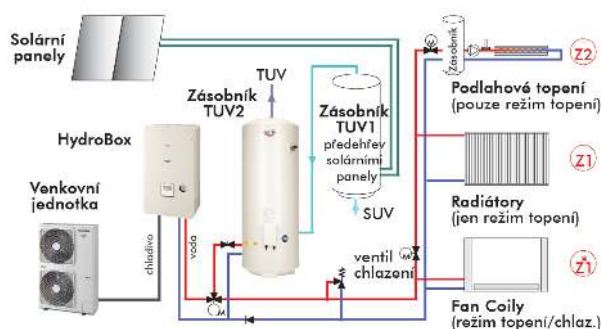 Solární
panely
TUV
Zásobník
TUV2
Zásobník
TUV1
předehřev
solárními
panely
SUV
HydroBox
Venkovní
jednotka
chladivo
voda
M
ventil
chlazení
M
M
Zásobník
Z2
Podlahové topení
(pouze režim topení)
Z1
Radiátory
(jen režim topení)
Z1*
Fan Coily
(režim topení/chlaz.)